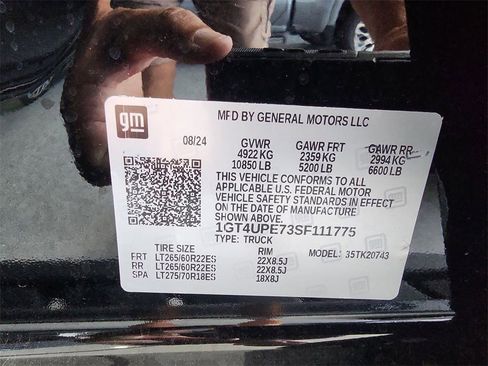 gm
MFD BY GENERAL MOTORS LLC
08/24 GVWR GAWR FRT GAWR RR
4922 KG 2359 KG 2994 KG
10850 LB 5200 LB 6600 LB
THIS VEHICLE CONFORMS TO ALL
APPLICABLE U.S. FEDERAL MOTOR
VEHICLE SAFETY STANDARDS IN EFFECT
ON THE DATE OF MANUFACTURE
SHOWN ABOVE.
1GT4UPE73SF111775
TYPE: TRUCK
TIRE SIZE RIM MODEL: 35TK20743
FRT LT265/60R22ES 22X8.5J
RR LT265/60R22ES 22X8.5J
SPA LT275/70R18ES 18X8J